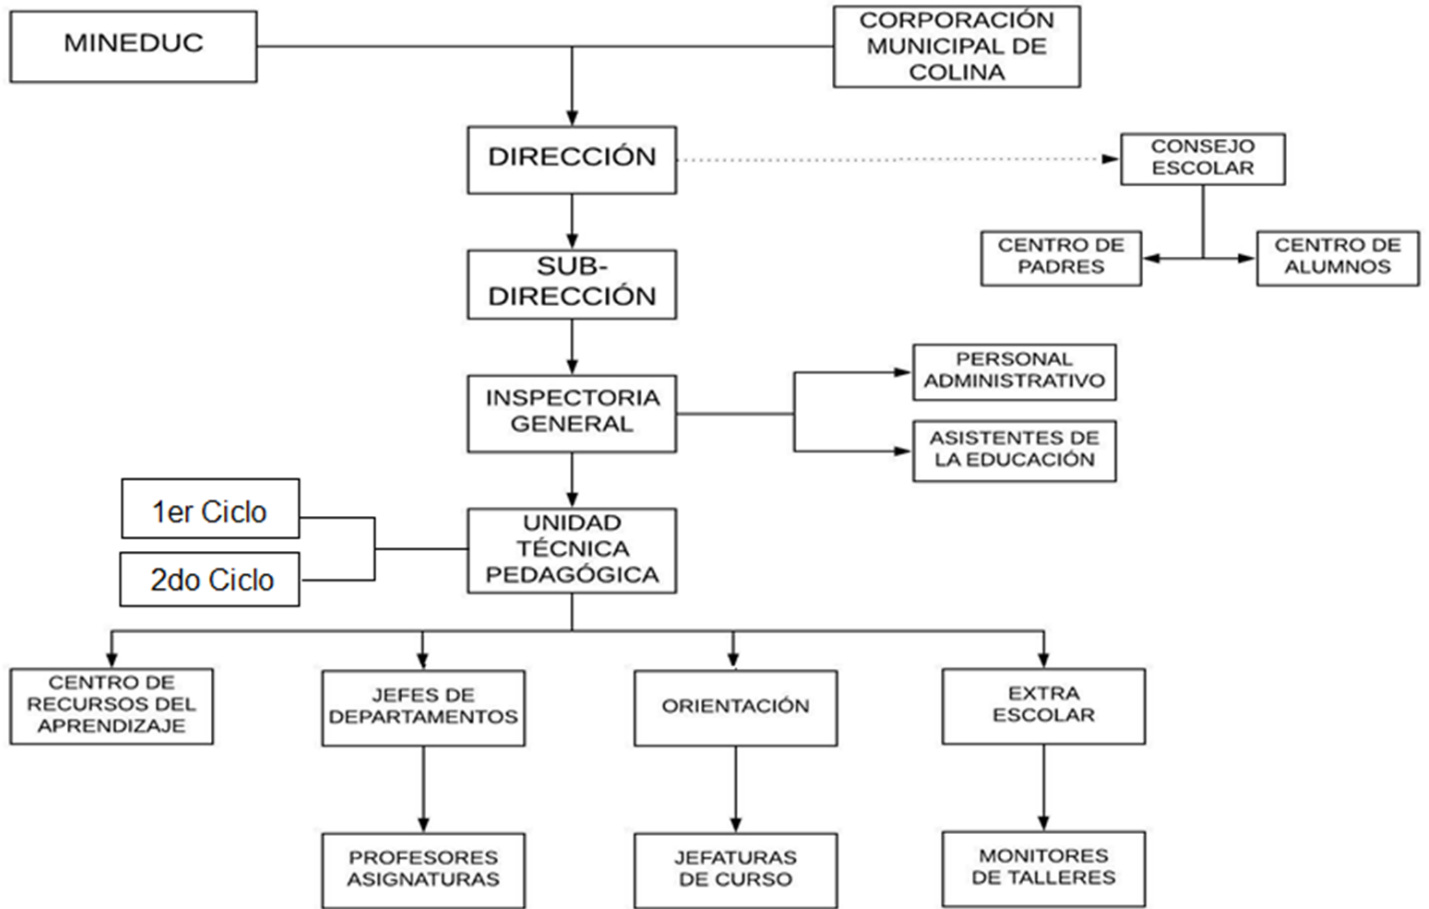 MINEDUC
CORPORACIÓN
MUNICIPAL DE
COLINA
DIRECCIÓN
CONSEJO
ESCOLAR
CENTRO DE
PADRES
CENTRO DE
ALUMNOS
SUB-
DIRECCIÓN
INSPECTORIA
GENERAL
PERSONAL
ADMINISTRATIVO
ASISTENTES DE
LA EDUCACIÓN
1er Ciclo
2do Ciclo
UNIDAD
TÉCNICA
PEDAGÓGICA
CENTRO DE
RECURSOS DEL
APRENDIZAJE
JEFES DE
DEPARTAMENTOS
ORIENTACIÓN
EXTRA
ESCOLAR
PROFESORES
ASIGNATURAS
JEFATURAS
DE CURSO
MONITORES
DE TALLERES